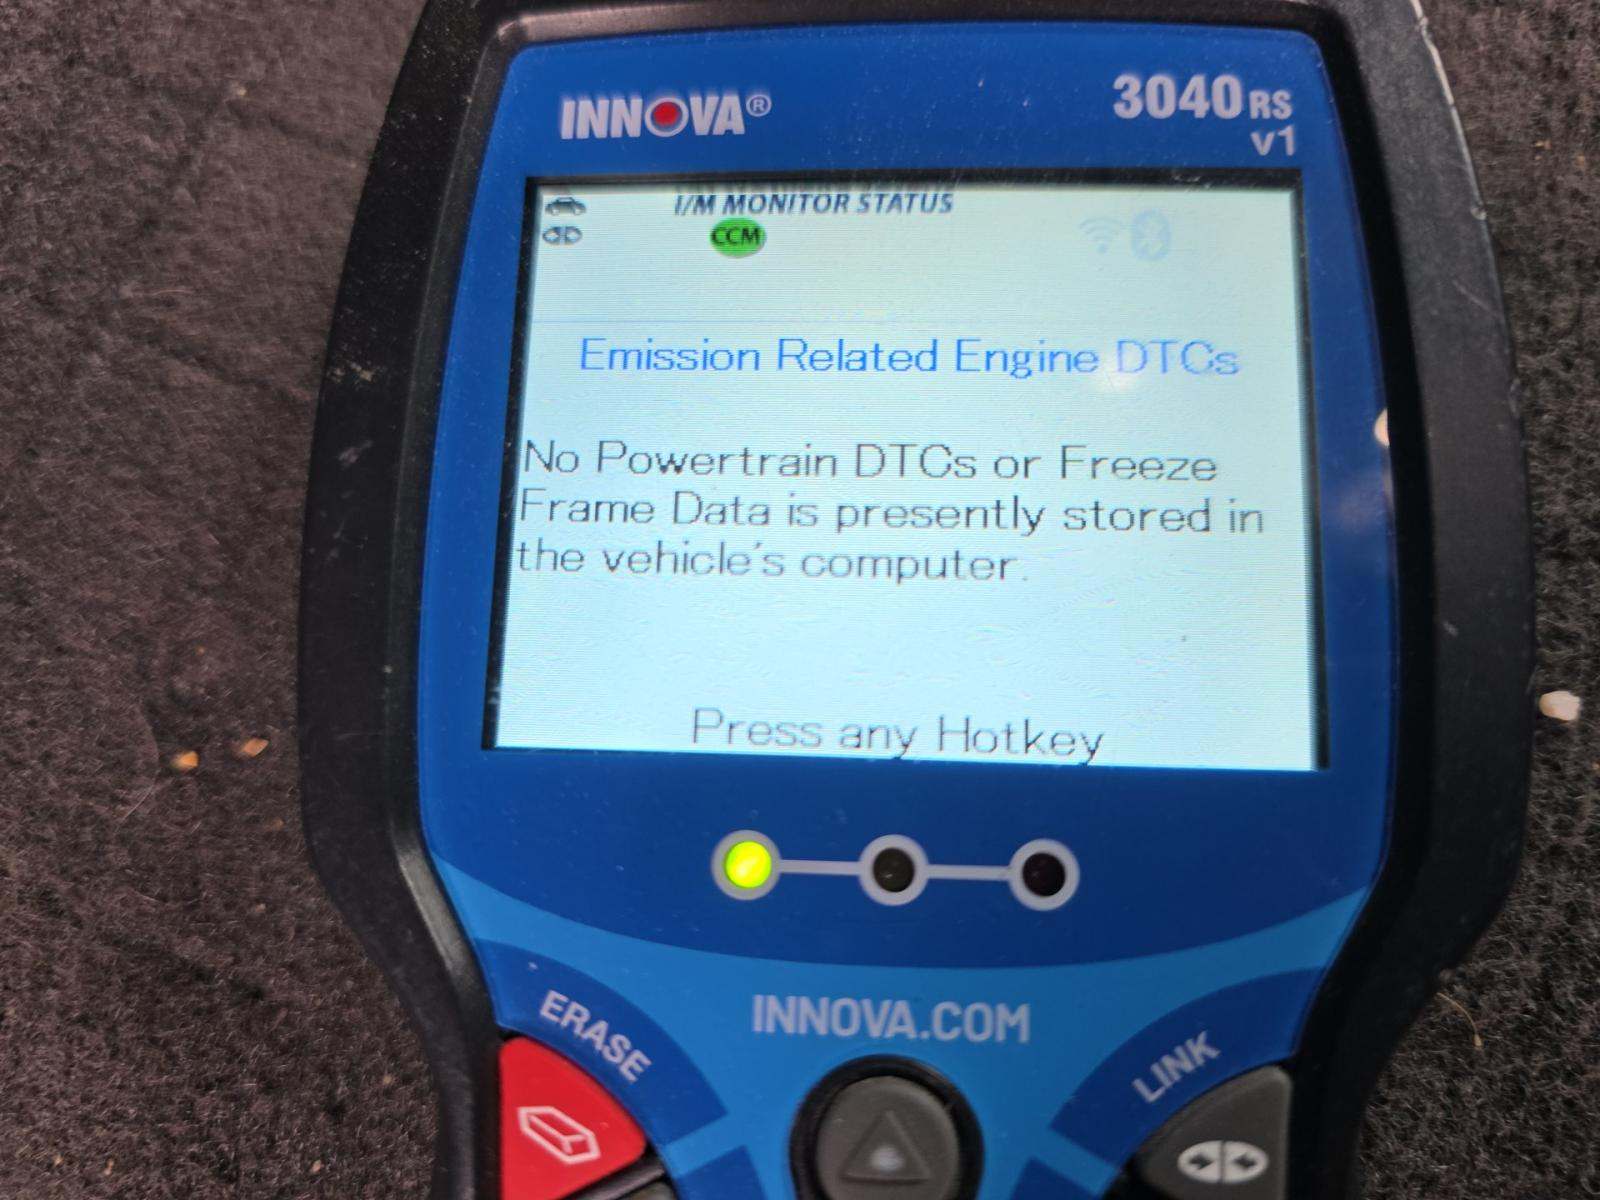 INNOVA®
3040RS
v1
I/M MONITOR STATUS
CCM
Emission Related Engine DTCs
No Powertrain DTCs or Freeze
Frame Data is presently stored in
the vehicle's computer.
Press any Hotkey
INNOVA.COM
ERASE
LINK